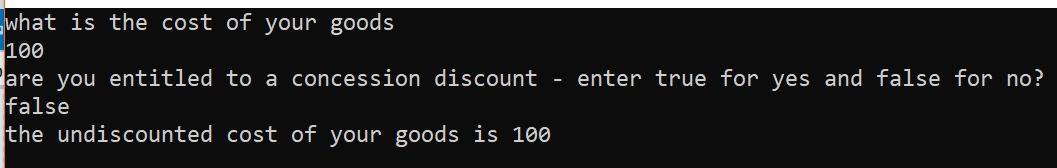 what is the cost of your goods
100
are you entitled to a concession discount - enter true for yes and false for no?
false
the undiscounted cost of your goods is 100